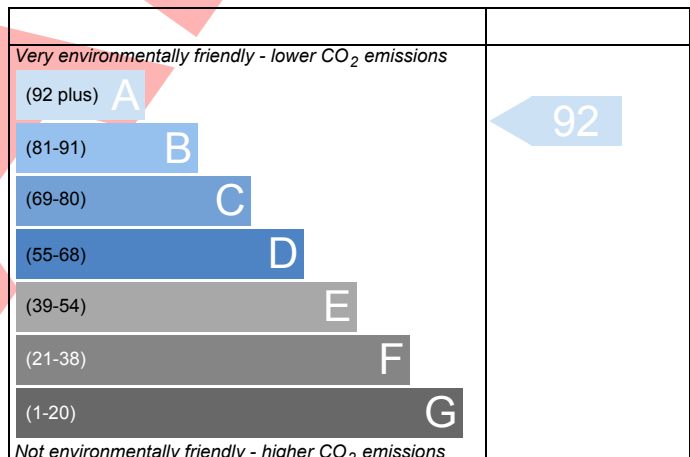 Very environmentally friendly - lower CO₂ emissions
(92 plus) A
92
(81-91) B
(69-80) C
(55-68) D
(39-54) E
(21-38) F
(1-20) G
Not environmentally friendly - higher CO₂ emissions